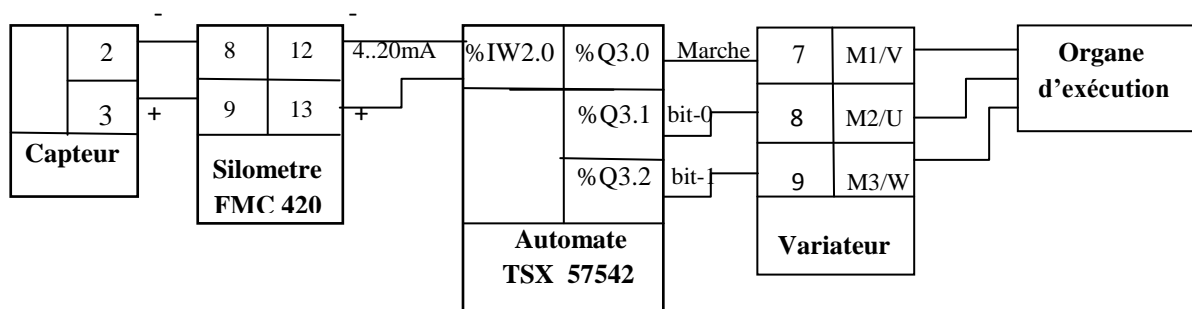 - -
2 8 12 4..20mA %IW2.0 %Q3.0 Marche 7 M1/V Organe
d'exécution
3 + 9 13 + %Q3.1 bit-0 8 M2/U
Capteur Silometre %Q3.2 bit-1 9 M3/W
FMC 420
Automate Variateur
TSX 57542